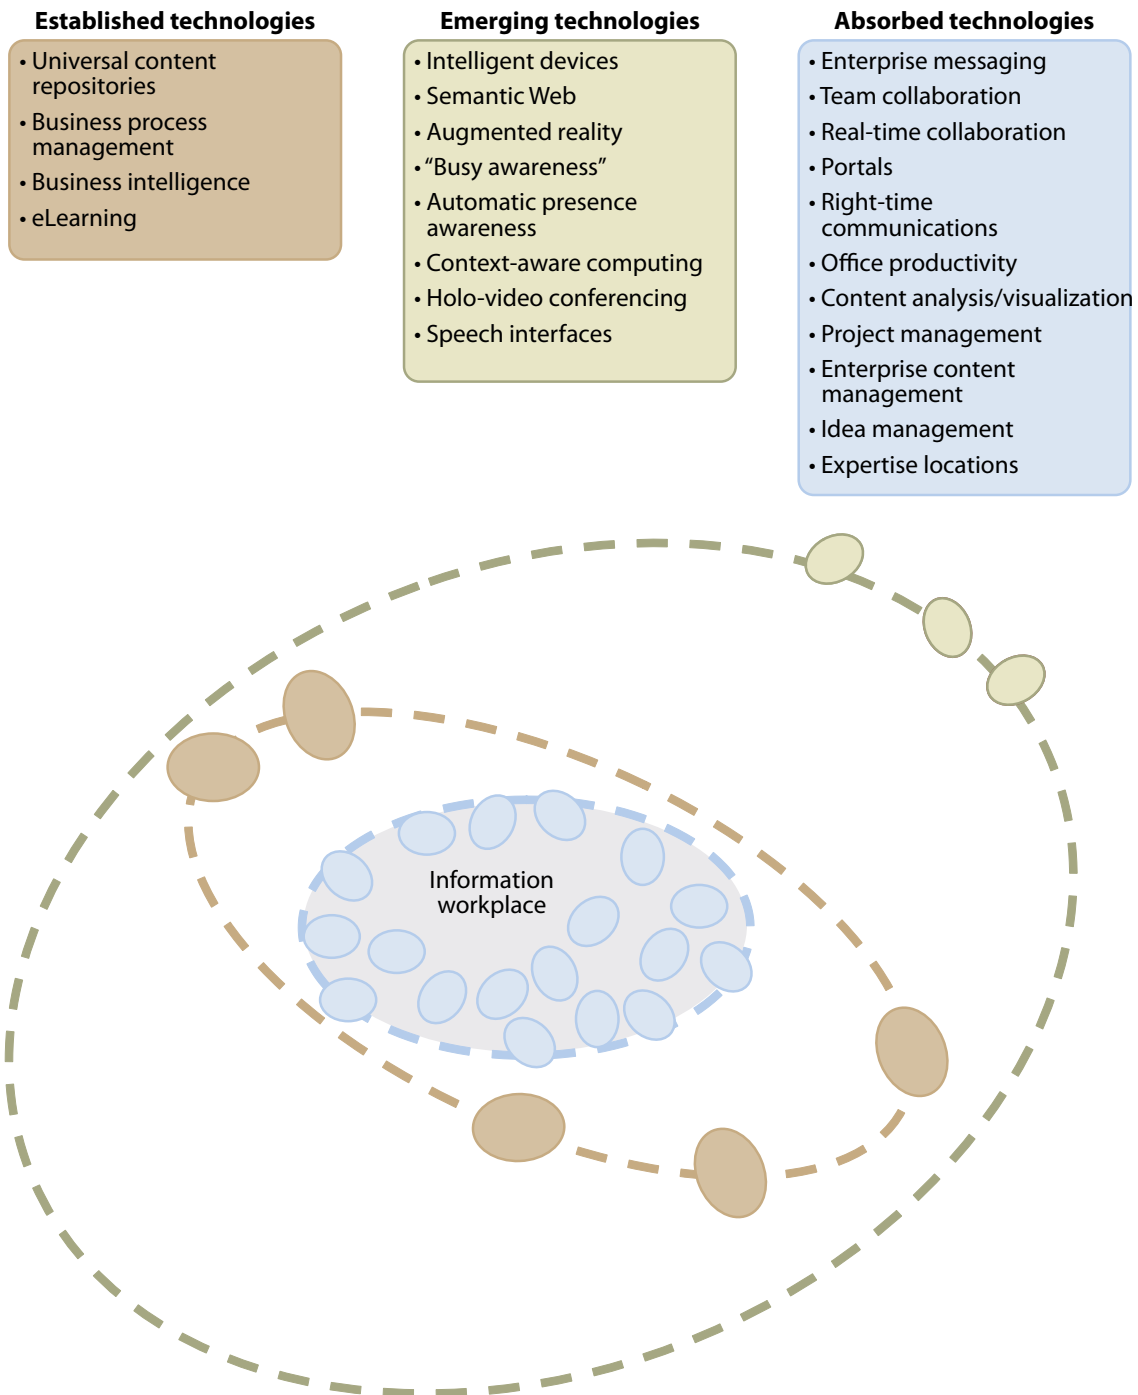 Established technologies
• Universal content
repositories
• Business process
management
• Business intelligence
• eLearning
Emerging technologies
• Intelligent devices
• Semantic Web
• Augmented reality
• “Busy awareness”
• Automatic presence
awareness
• Context-aware computing
• Holo-video conferencing
• Speech interfaces
Absorbed technologies
• Enterprise messaging
• Team collaboration
• Real-time collaboration
• Portals
• Right-time
communications
• Office productivity
• Content analysis/visualization
• Project management
• Enterprise content
management
• Idea management
• Expertise locations
Information
workplace